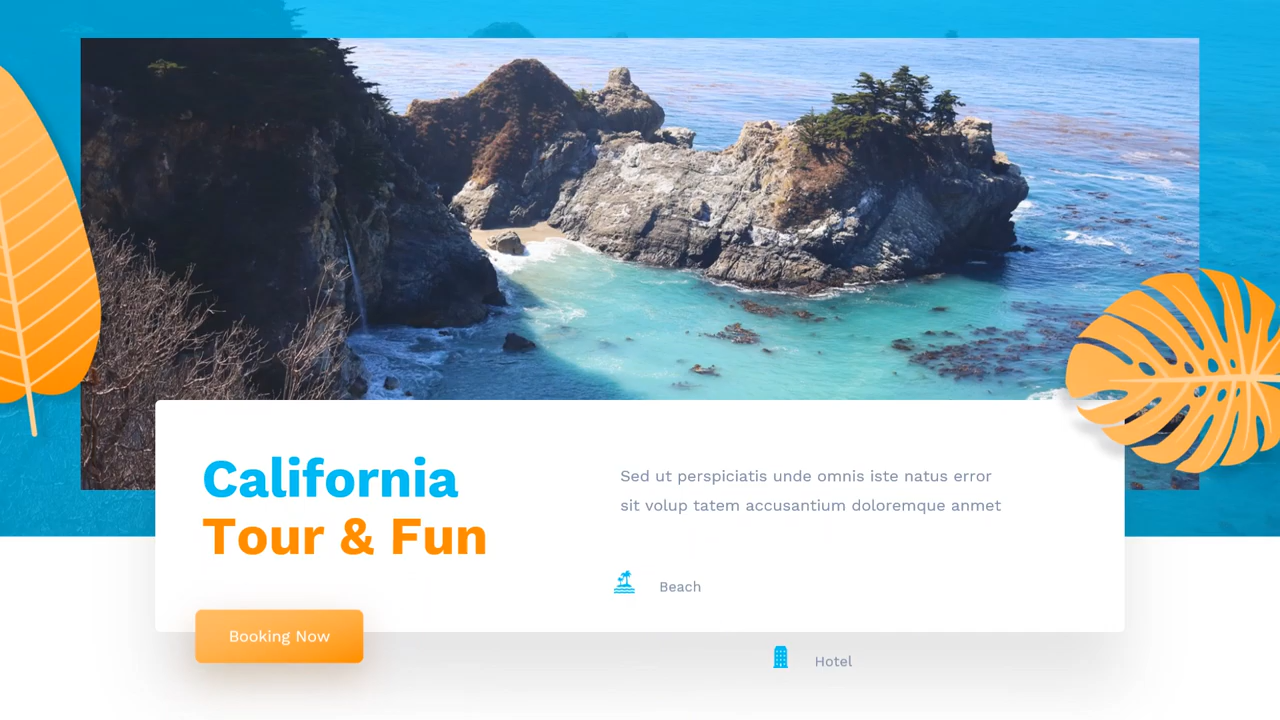 California
Tour & Fun
Sed ut perspiciatis unde omnis iste natus error
sit volup tatem accusantium doloremque anmet
Beach
Booking Now
Hotel